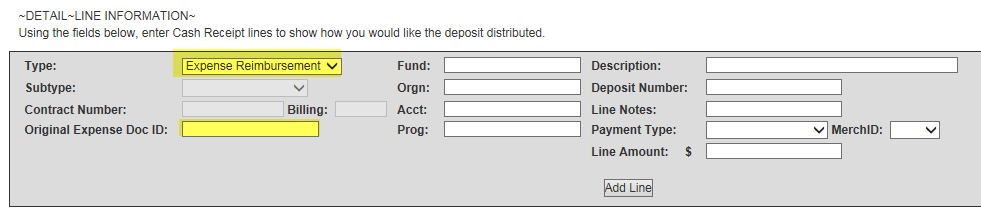 ~DETAIL~LINE INFORMATION~
Using the fields below, enter Cash Receipt lines to show how you would like the deposit distributed.
Type: Expense Reimbursement Fund: Description:
Subtype: Orgn: Deposit Number:
Contract Number: Billing: Acct: Line Notes:
Original Expense Doc ID: Prog: Payment Type: MerchID:
Line Amount: $
Add Line